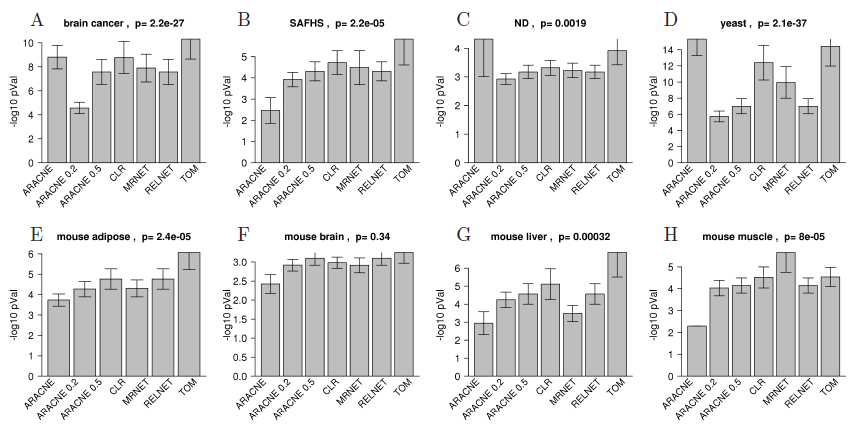 A brain cancer , p= 2.2e-27
-log10 pVal
10
8
6
4
2
0
ARACNE
ARACNE 0.2
ARACNE 0.5
CLR
MRNET
RELNET
TOM
B SAFHS , p= 2.2e-05
-log10 pVal
5
4
3
2
1
0
ARACNE
ARACNE 0.2
ARACNE 0.5
CLR
MRNET
RELNET
TOM
C ND , p= 0.0019
-log10 pVal
4
3
2
1
0
ARACNE
ARACNE 0.2
ARACNE 0.5
CLR
MRNET
RELNET
TOM
D yeast , p= 2.1e-37
-log10 pVal
14
12
10
8
6
4
2
0
ARACNE
ARACNE 0.2
ARACNE 0.5
CLR
MRNET
RELNET
TOM
E mouse adipose , p= 2.4e-05
-log10 pVal
6
5
4
3
2
1
0
ARACNE
ARACNE 0.2
ARACNE 0.5
CLR
MRNET
RELNET
TOM
F mouse brain , p= 0.34
-log10 pVal
3.0
2.5
2.0
1.5
1.0
0.5
0.0
ARACNE
ARACNE 0.2
ARACNE 0.5
CLR
MRNET
RELNET
TOM
G mouse liver , p= 0.00032
-log10 pVal
6
5
4
3
2
1
0
ARACNE
ARACNE 0.2
ARACNE 0.5
CLR
MRNET
RELNET
TOM
H mouse muscle , p= 8e-05
-log10 pVal
5
4
3
2
1
0
ARACNE
ARACNE 0.2
ARACNE 0.5
CLR
MRNET
RELNET
TOM